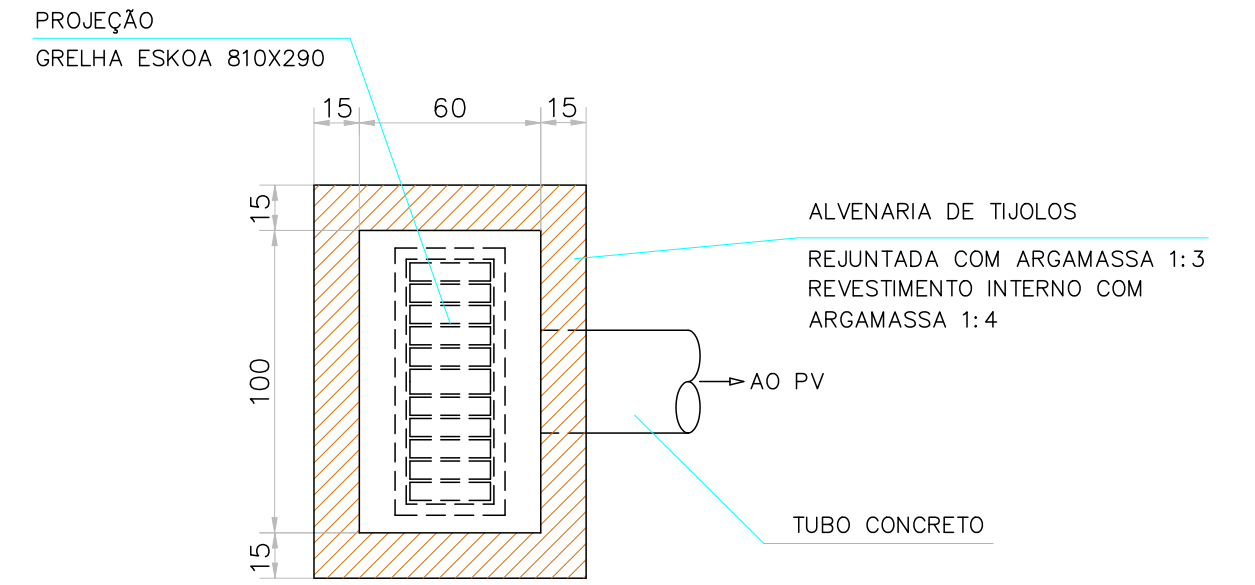 PROJEÇÃO
GRELHA ESKOA 810X290
15
60
15
15
100
15
ALVENARIA DE TIJOLOS
REJUNTADA COM ARGAMASSA 1:3
REVESTIMENTO INTERNO COM
ARGAMASSA 1:4
AO PV
TUBO CONCRETO